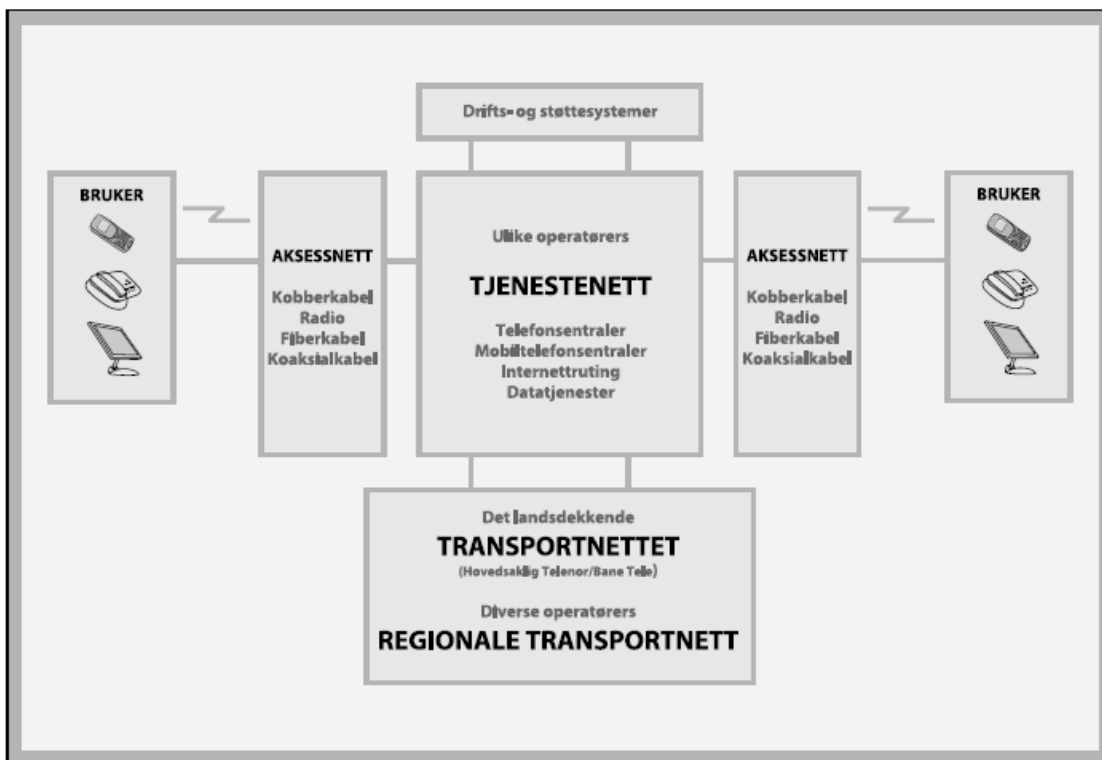 Drifts- og støttesystemer
BRUKER
AKSESSNETT
Kobberkabel
Radio
Fiberkabel
Koaksialkabel
Ulike operatørers
TJENESTENETT
Telefonsentraler
Mobiltelefonsentraler
Internettruting
Datatjenester
AKSESSNETT
Kobberkabel
Radio
Fiberkabel
Koaksialkabel
BRUKER
Det landsdekkende
TRANSPORTNETTET
(Hovedsaklig Telenor/Bane Tele)
Diverse operatørers
REGIONALE TRANSPORTNETT